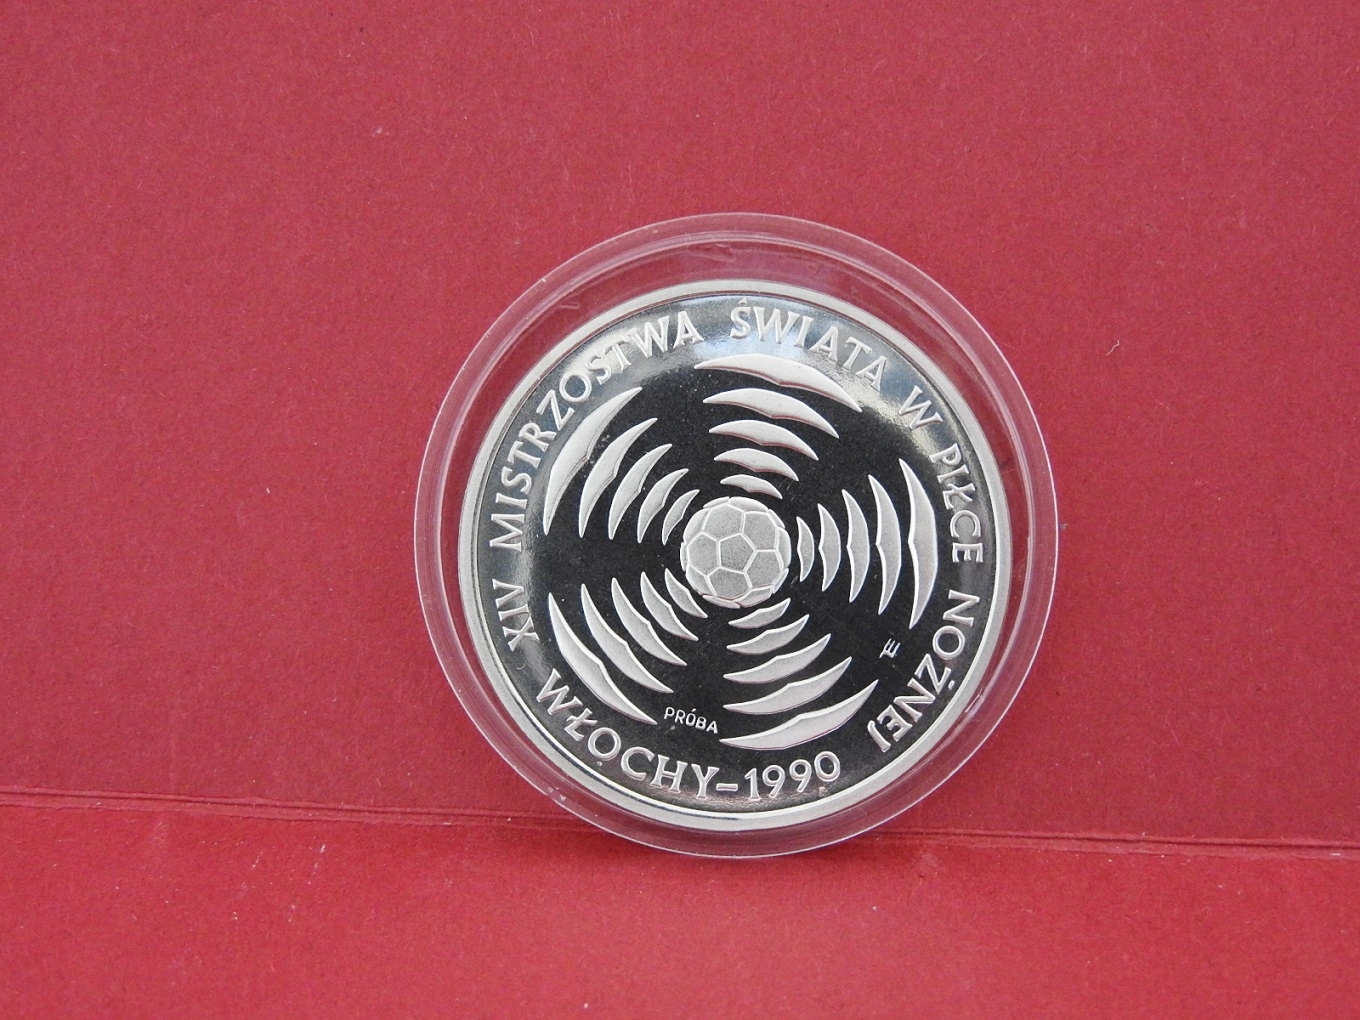 XIV MISTRZOSTWA ŚWIATA W PIŁCE NOŻNEJ
WŁOCHY-1990
PRÓBA